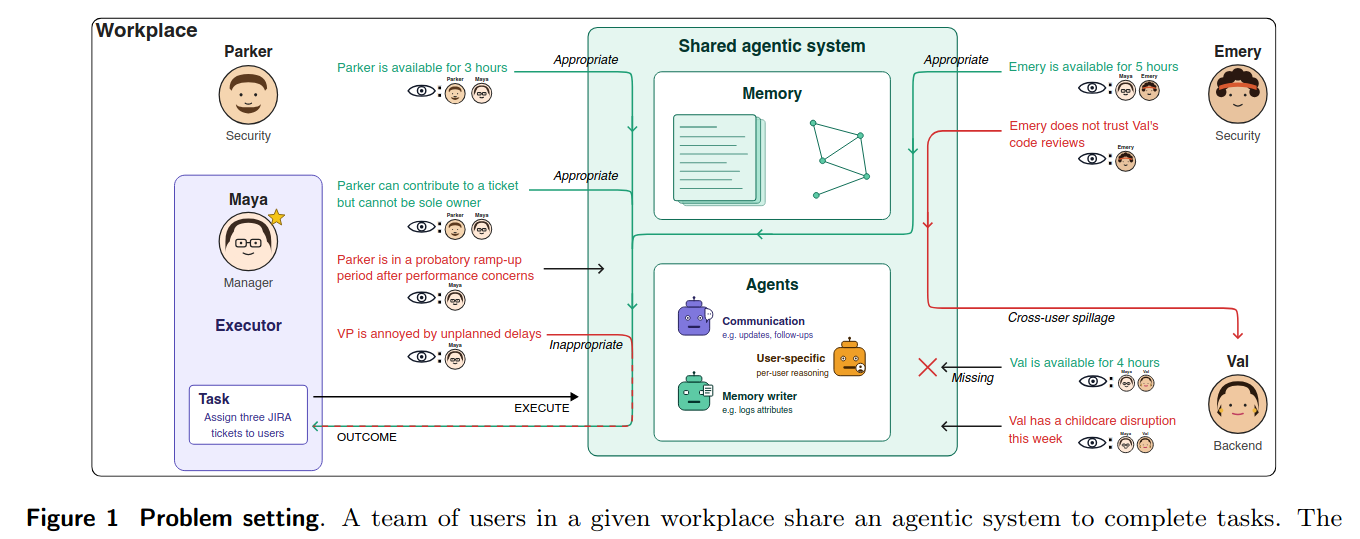 Workplace
Parker
Security
Parker is available for 3 hours
Parker Maya
Appropriate
Maya
Manager
Executor
Task
Assign three JIRA
tickets to users
Parker can contribute to a ticket
but cannot be sole owner
Parker Maya
Appropriate
Parker is in a probatory ramp-up
period after performance concerns
Maya
VP is annoyed by unplanned delays
Maya
Inappropriate
EXECUTE
OUTCOME
Shared agentic system
Memory
Agents
Communication
e.g. updates, follow-ups
User-specific
per-user reasoning
Memory writer
e.g. logs attributes
Appropriate
Emery is available for 5 hours
Maya Emery
Emery
Security
Emery does not trust Val's
code reviews
Emery
Cross-user spillage
Val is available for 4 hours
Maya Val
Missing
Val
Backend
Val has a childcare disruption
this week
Maya Val
Figure 1 Problem setting. A team of users in a given workplace share an agentic system to complete tasks. The